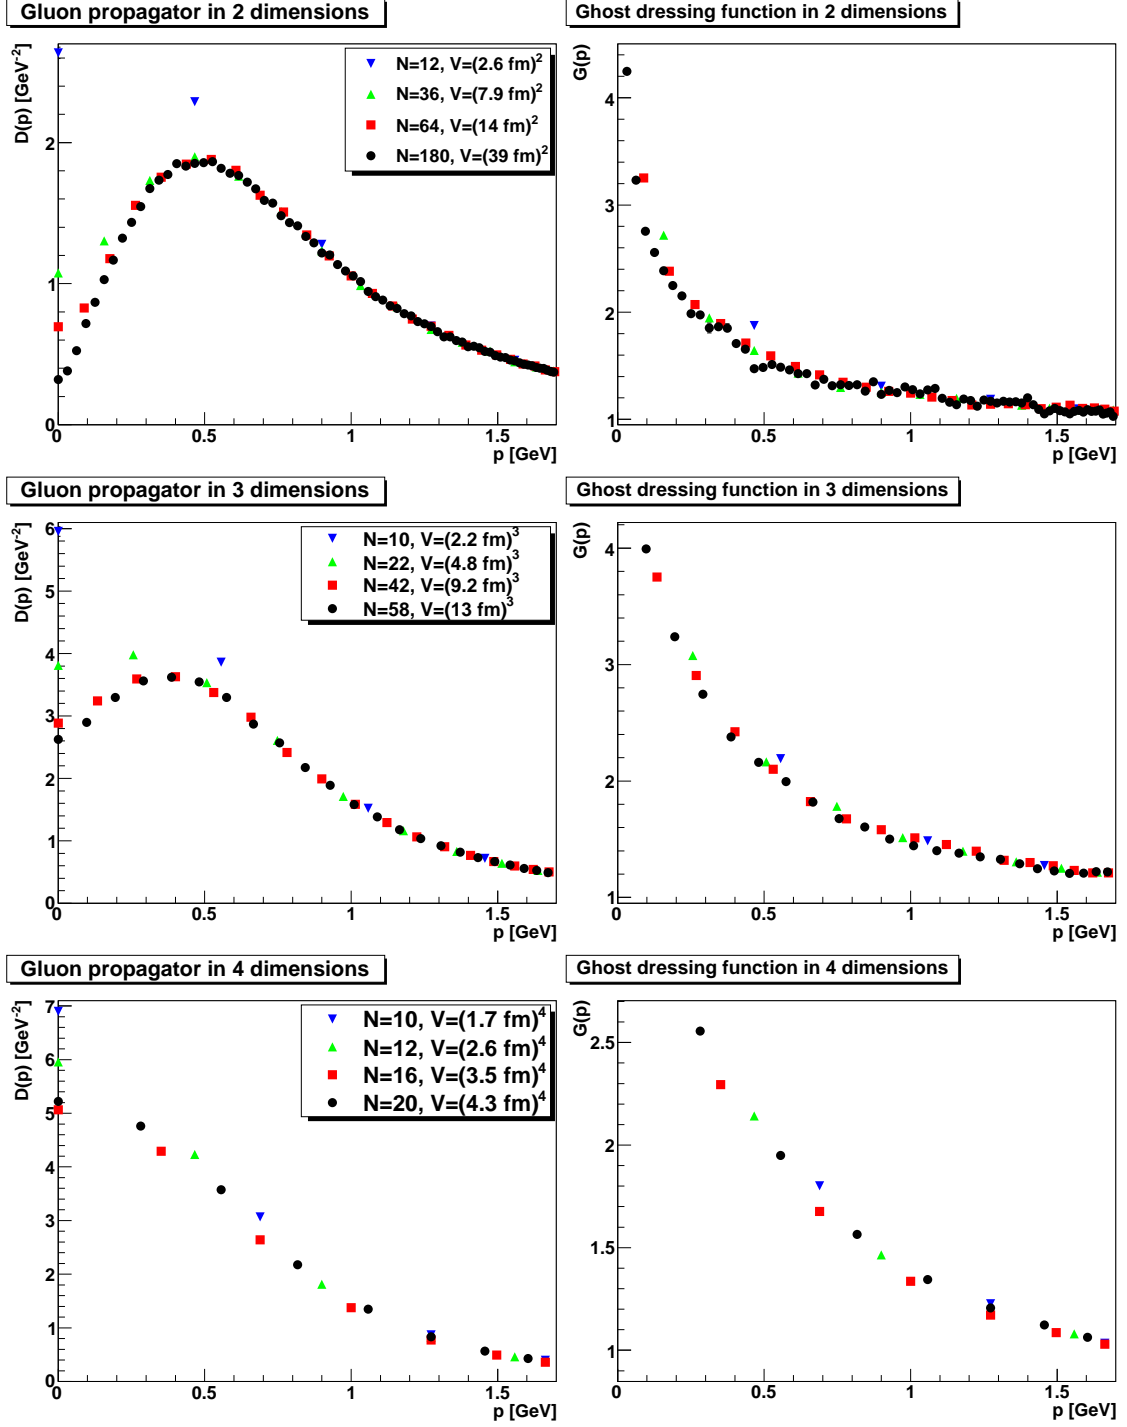 Gluon propagator in 2 dimensions
D(p) [GeV-2]
N=12, V=(2.6 fm)2
N=36, V=(7.9 fm)2
N=64, V=(14 fm)2
N=180, V=(39 fm)2
2
1
0
0 0.5 1 1.5
p [GeV]
Ghost dressing function in 2 dimensions
G(p)
4
3
2
1
0 0.5 1 1.5
p [GeV]
Gluon propagator in 3 dimensions
D(p) [GeV-2]
N=10, V=(2.2 fm)3
N=22, V=(4.8 fm)3
N=42, V=(9.2 fm)3
N=58, V=(13 fm)3
6
5
4
3
2
1
0
0 0.5 1 1.5
p [GeV]
Ghost dressing function in 3 dimensions
G(p)
4
3
2
1
0 0.5 1 1.5
p [GeV]
Gluon propagator in 4 dimensions
D(p) [GeV-2]
N=10, V=(1.7 fm)4
N=12, V=(2.6 fm)4
N=16, V=(3.5 fm)4
N=20, V=(4.3 fm)4
7
6
5
4
3
2
1
0
0 0.5 1 1.5
p [GeV]
Ghost dressing function in 4 dimensions
G(p)
2.5
2
1.5
1
0 0.5 1 1.5
p [GeV]